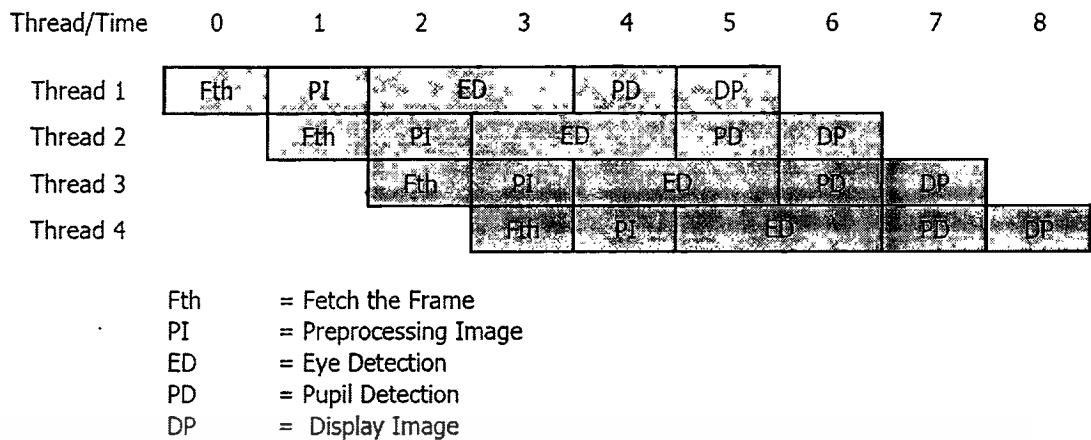 Thread/Time 0 1 2 3 4 5 6 7 8
Thread 1 Fth PI ED PD DP
Thread 2 Fth PI ED PD DP
Thread 3 Fth PI ED PD DP
Thread 4 Fth PI ED PD DP
Fth = Fetch the Frame
PI = Preprocessing Image
ED = Eye Detection
PD = Pupil Detection
DP = Display Image